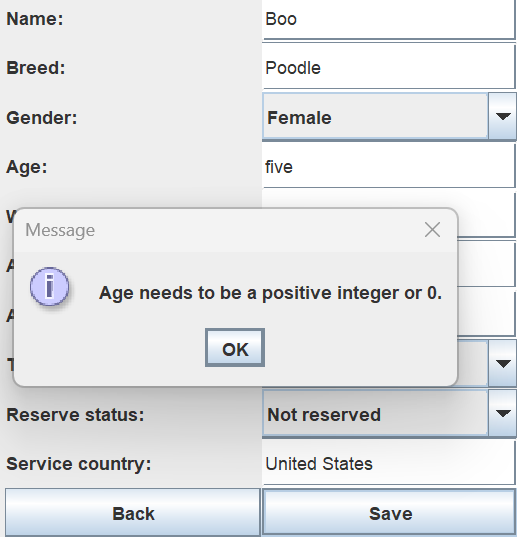 Name: Boo
Breed: Poodle
Gender: Female
Age: five
Message
Age needs to be a positive integer or 0.
OK
Reserve status: Not reserved
Service country: United States
Back Save